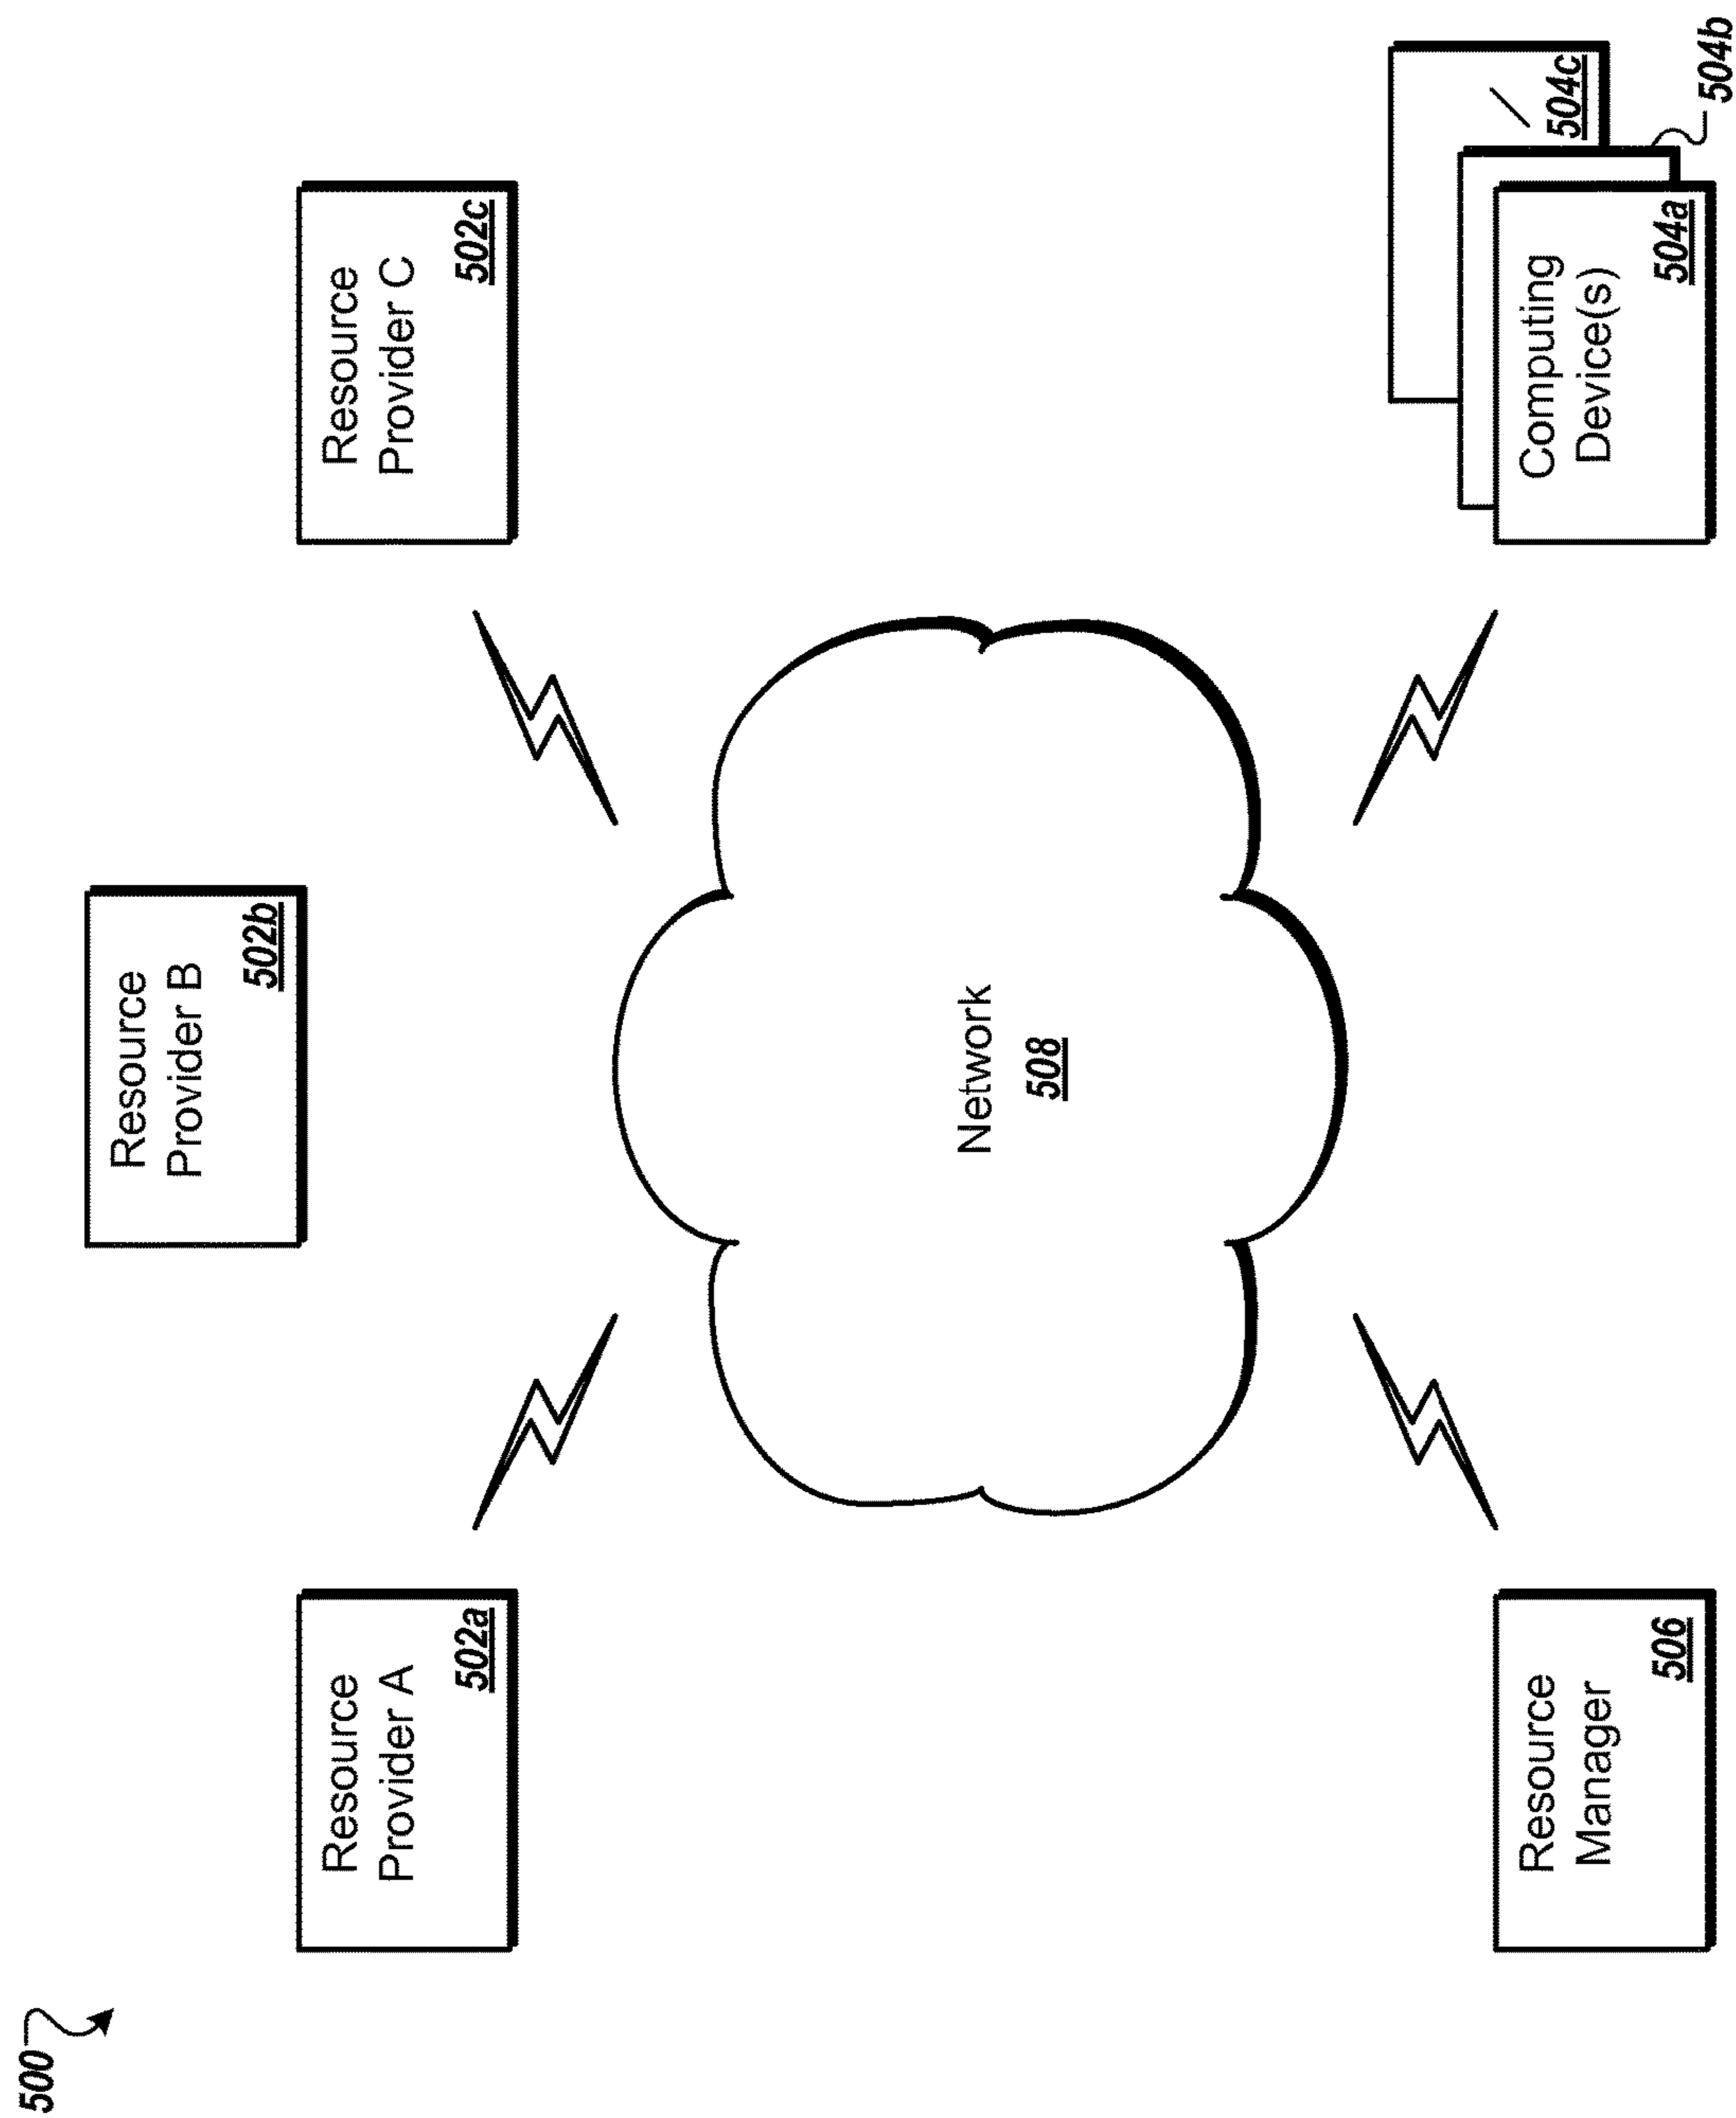 500
Resource
Provider B
502b
Resource
Provider A
502a
Resource
Provider C
502c
Network
508
Resource
Manager
506
Computing
Device(s)
504a
504b
504c